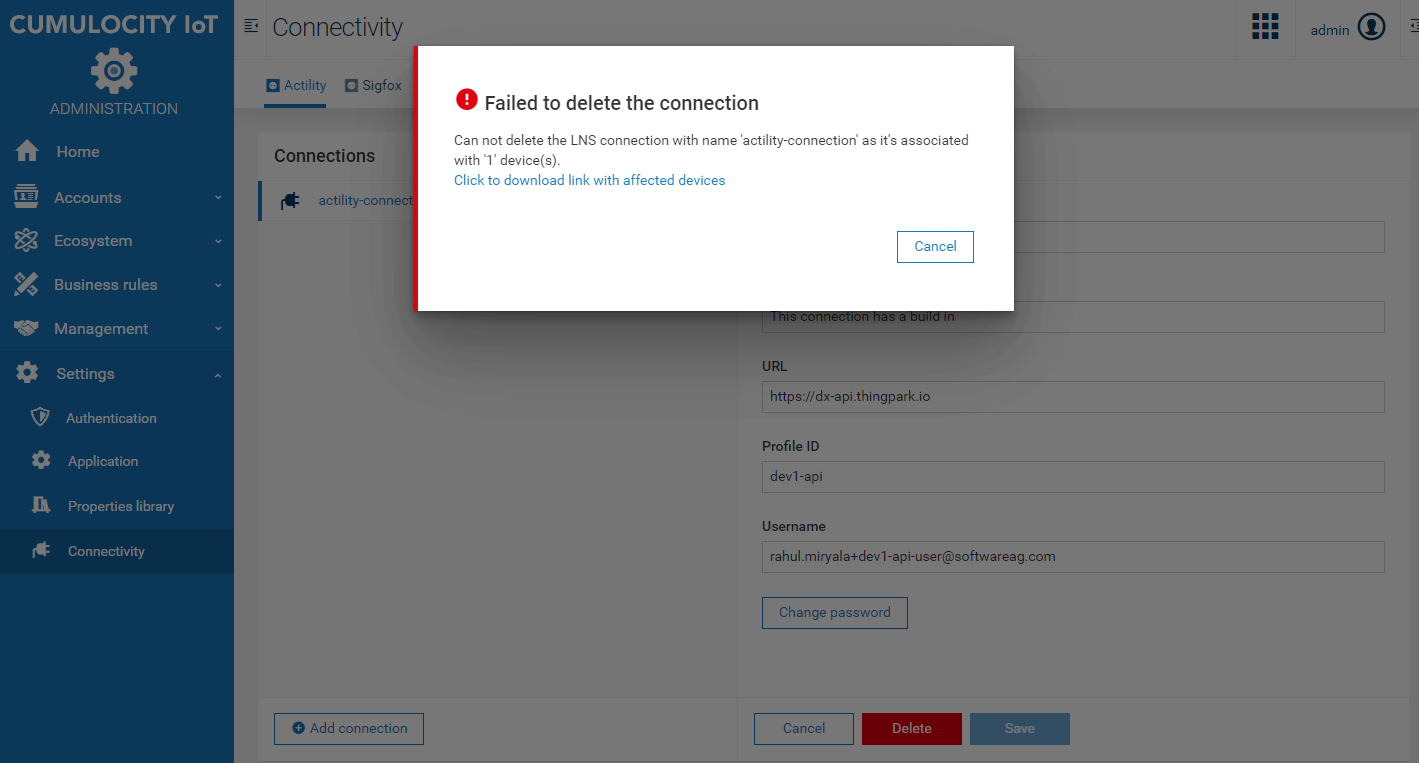 CUMULOCITY IoT
ADMINISTRATION
Home
Accounts
Ecosystem
Business rules
Management
Settings
Authentication
Application
Properties library
Connectivity
Connectivity
admin
Actility
Sigfox
Failed to delete the connection
Can not delete the LNS connection with name 'actility-connection' as it's associated
with '1' device(s).
Click to download link with affected devices
Cancel
Connections
actility-connect
This connection has a build in
URL
https://dx-api.thingpark.io
Profile ID
dev1-api
Username
rahul.miryala+dev1-api-user@softwareag.com
Change password
Add connection
Cancel
Delete
Save